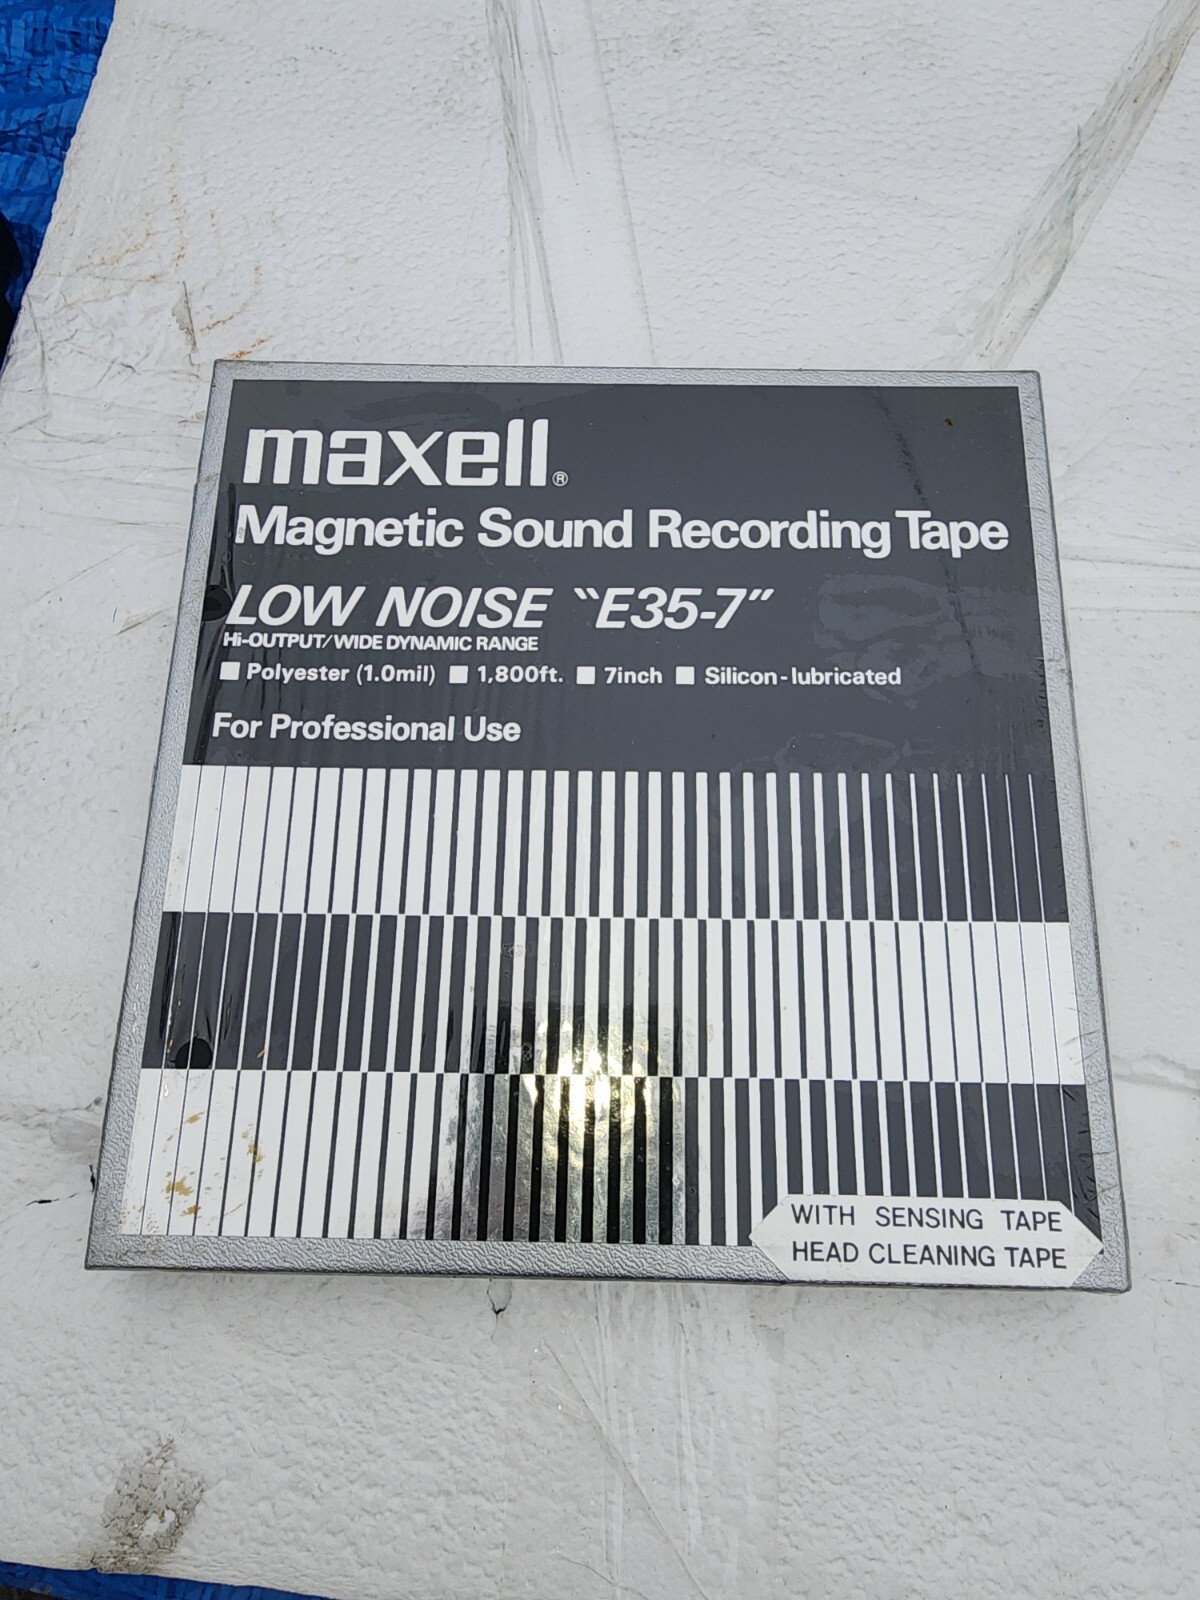 maxell®
Magnetic Sound Recording Tape
LOW NOISE "E35-7"
Hi-OUTPUT/WIDE DYNAMIC RANGE
■ Polyester (1.0mil) ■ 1,800ft. ■ 7inch ■ Silicon-lubricated
For Professional Use
WITH SENSING TAPE
HEAD CLEANING TAPE